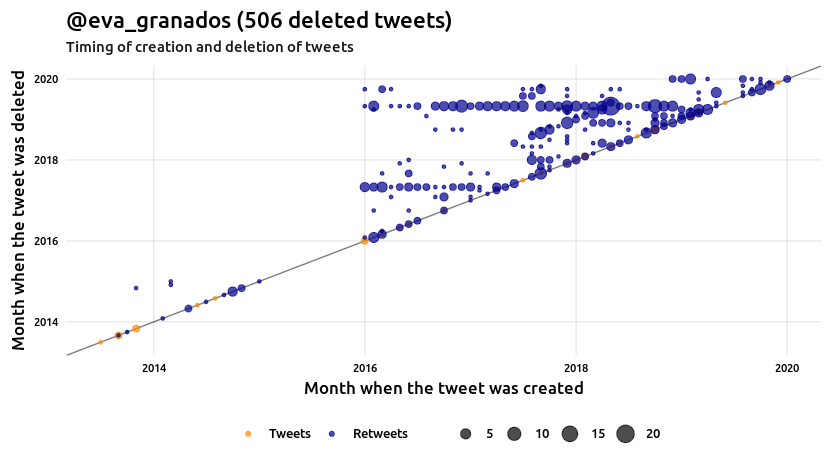 @eva_granados (506 deleted tweets)
Timing of creation and deletion of tweets
Month when the tweet was deleted
2020
2018
2016
2014
2014 2016 2018 2020
Month when the tweet was created
Tweets Retweets 5 10 15 20